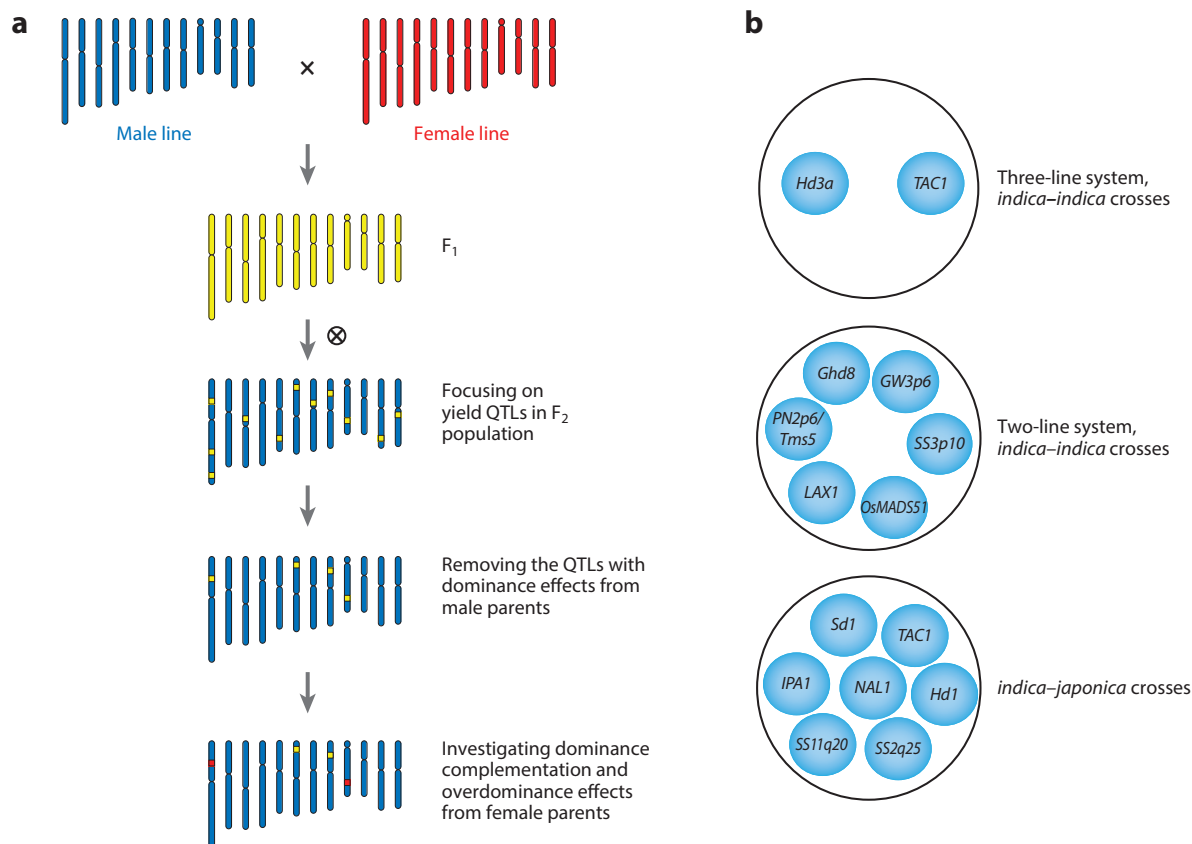 a
×
Male line
Female line
F₁
⊗
Focusing on
yield QTLs in F₂
population
Removing the QTLs with
dominance effects from
male parents
Investigating dominance
complementation and
overdominance effects
from female parents
b
Hd3a
TAC1
Three-line system,
indica–indica crosses
Ghd8
GW3p6
PN2p6/
Tms5
SS3p10
LAX1
OsMADS51
Two-line system,
indica–indica crosses
Sd1
TAC1
IPA1
NAL1
Hd1
SS11q20
SS2q25
indica–japonica crosses